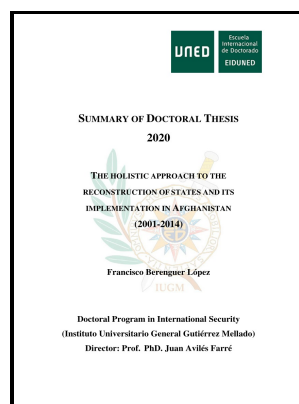 UNED
Escuela
Internacional
de Doctorado
EIDUNED
SUMMARY OF DOCTORAL THESIS
2020
THE HOLISTIC APPROACH TO THE
RECONSTRUCTION OF STATES AND ITS
IMPLEMENTATION IN AFGHANISTAN
(2001-2014)
Francisco Berenguer López
IUGM
Doctoral Program in International Security
(Instituto Universitario General Gutiérrez Mellado)
Director: Prof. PhD. Juan Avilés Farré